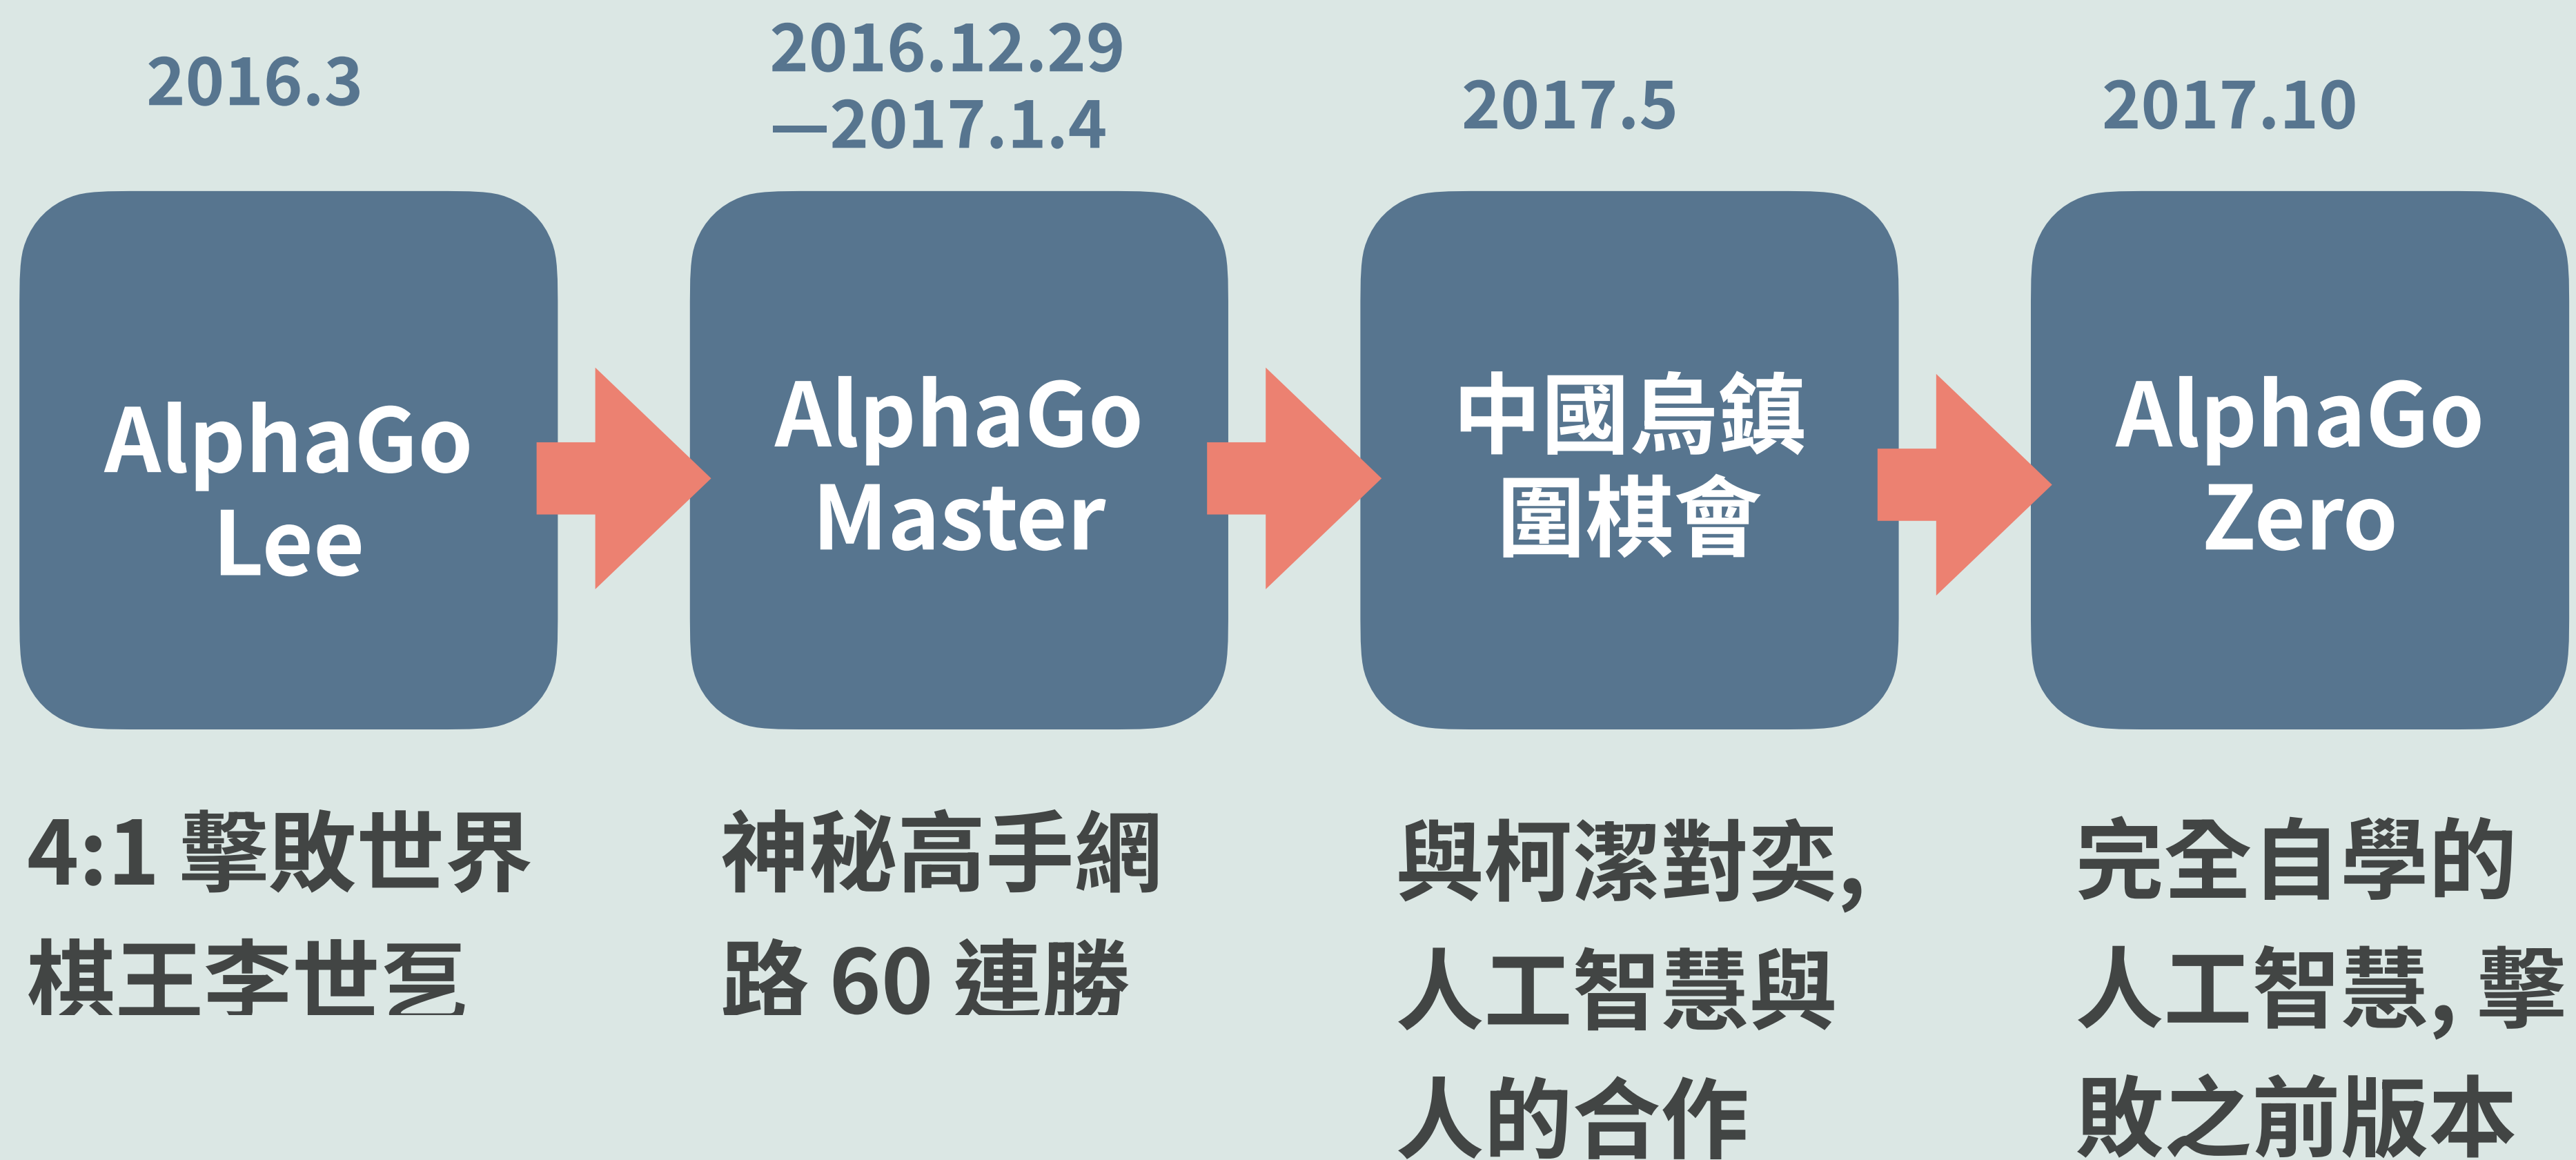 2016.3
AlphaGo
Lee
4:1 擊敗世界
棋王李世乭
2016.12.29
—2017.1.4
AlphaGo
Master
神秘高手網
路 60 連勝
2017.5
中國烏鎮
圍棋會
與柯潔對奕,
人工智慧與
人的合作
2017.10
AlphaGo
Zero
完全自學的
人工智慧, 擊
敗之前版本